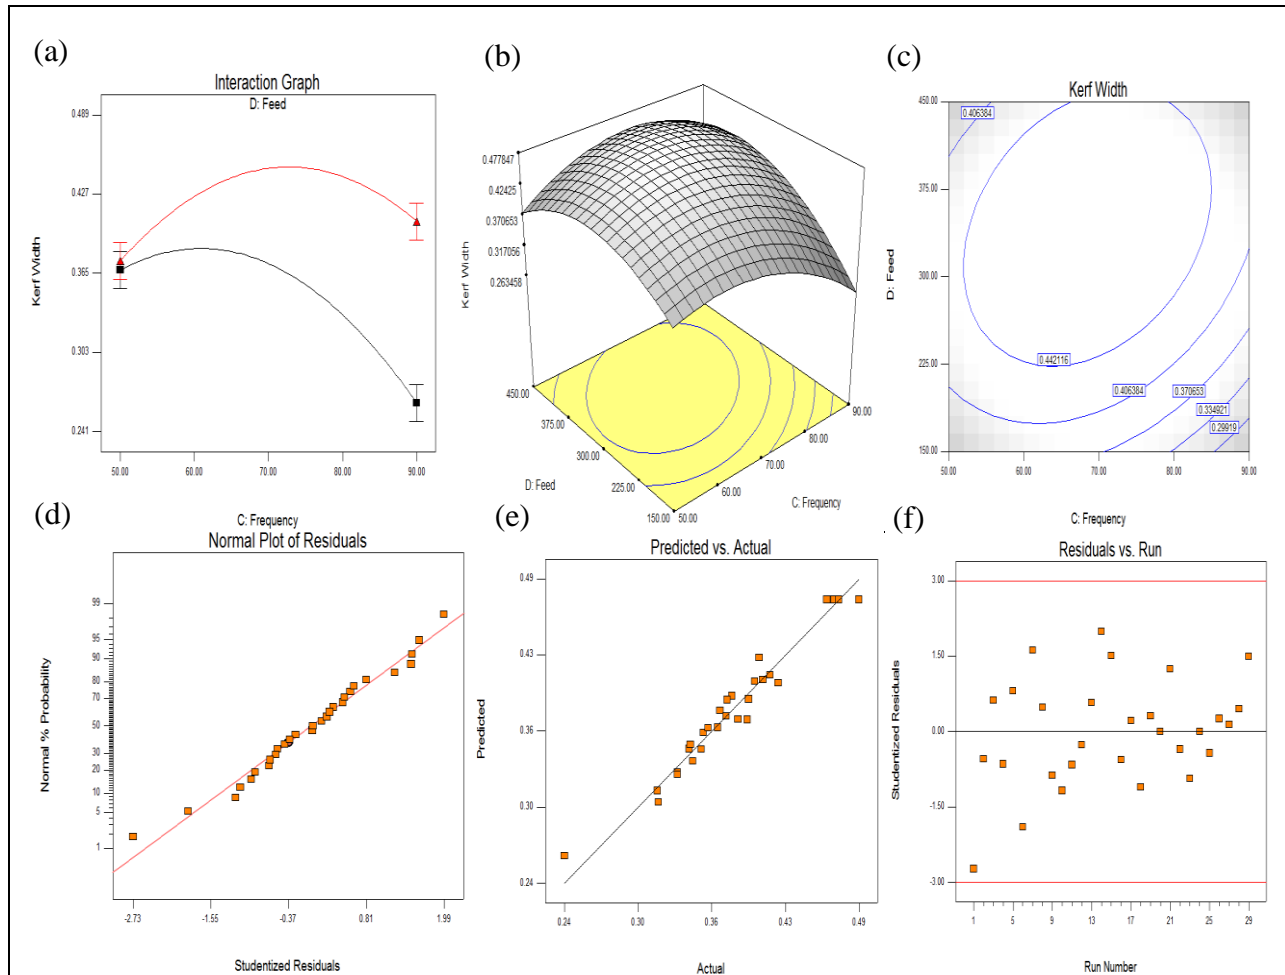 (a)
Interaction Graph
D: Feed
0.489
0.427
0.365
0.303
0.241
Kerf Width
50.00 60.00 70.00 80.00 90.00
C: Frequency
(b)
0.477847
0.42425
0.370653
0.317056
0.263458
Kerf Width
450.00
375.00
300.00
225.00
150.00
D: Feed
50.00
60.00
70.00
80.00
90.00
C: Frequency
(c)
Kerf Width
450.00
375.00
300.00
225.00
150.00
D: Feed
0.406384
0.442116
0.406384
0.370653
0.334921
0.29919
50.00 60.00 70.00 80.00 90.00
C: Frequency
(d)
Normal Plot of Residuals
99
95
90
80
70
50
30
20
10
5
1
Normal % Probability
-2.73 -1.55 -0.37 0.81 1.99
Studentized Residuals
(e)
Predicted vs. Actual
0.49
0.43
0.36
0.30
0.24
Predicted
0.24 0.30 0.36 0.43 0.49
Actual
(f)
Residuals vs. Run
3.00
1.50
0.00
-1.50
-3.00
Studentized Residuals
1 5 9 13 17 21 25 29
Run Number